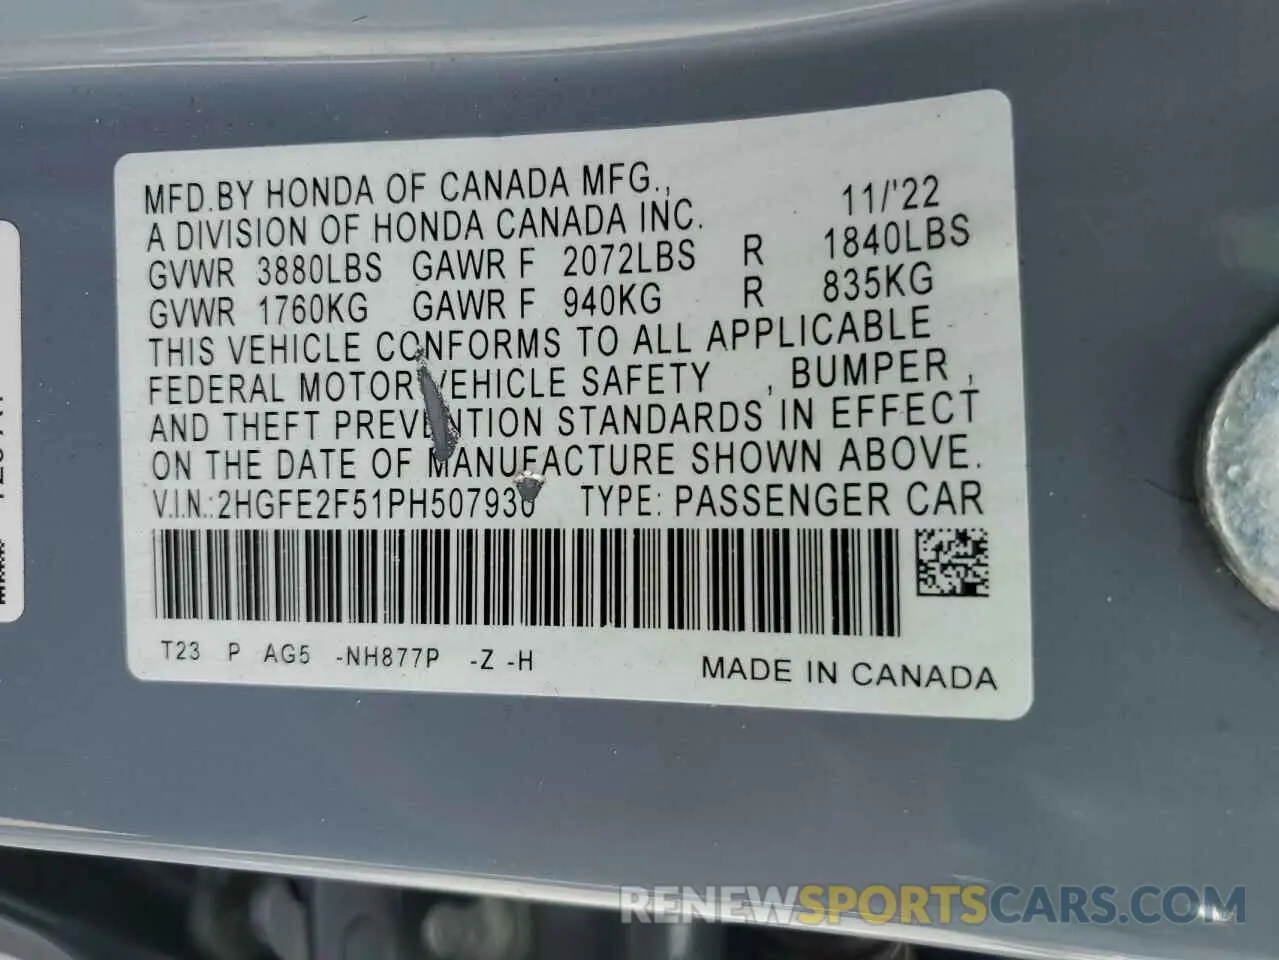 MFD.BY HONDA OF CANADA MFG., 11/'22
A DIVISION OF HONDA CANADA INC.
GVWR 3880LBS GAWR F 2072LBS R 1840LBS
GVWR 1760KG GAWR F 940KG R 835KG
THIS VEHICLE CONFORMS TO ALL APPLICABLE
FEDERAL MOTOR VEHICLE SAFETY , BUMPER ,
AND THEFT PREVENTION STANDARDS IN EFFECT
ON THE DATE OF MANUFACTURE SHOWN ABOVE.
V.I.N.: TYPE: PASSENGER CAR
T23 P AG5 -NH877P -Z -H
MADE IN CANADA
RENEWSPORTSCARS.COM